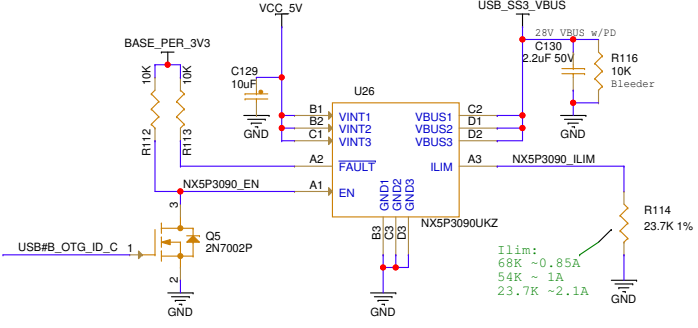 VCC_5V
USB_SS3_VBUS
28V VBUS w/PD
BASE_PER_3V3
C130
2.2uF 50V
R116
10K
Bleeder
10K
10K
C129
10uF
U26
GND
GND
R112
R113
B1
B2
C1
VINT1
VINT2
VINT3
VBUS1
VBUS2
VBUS3
C2
D1
D2
A2
FAULT
ILIM
A3
NX5P3090_ILIM
NX5P3090_EN
A1
EN
GND1
GND2
GND3
B3
C3
D3
NX5P3090UKZ
3
Q5
2N7002P
USB#B_OTG_ID_C
1
2
R114
23.7K 1%
Ilim:
68K ~0.85A
54K ~ 1A
23.7K ~2.1A
GND
GND
GND